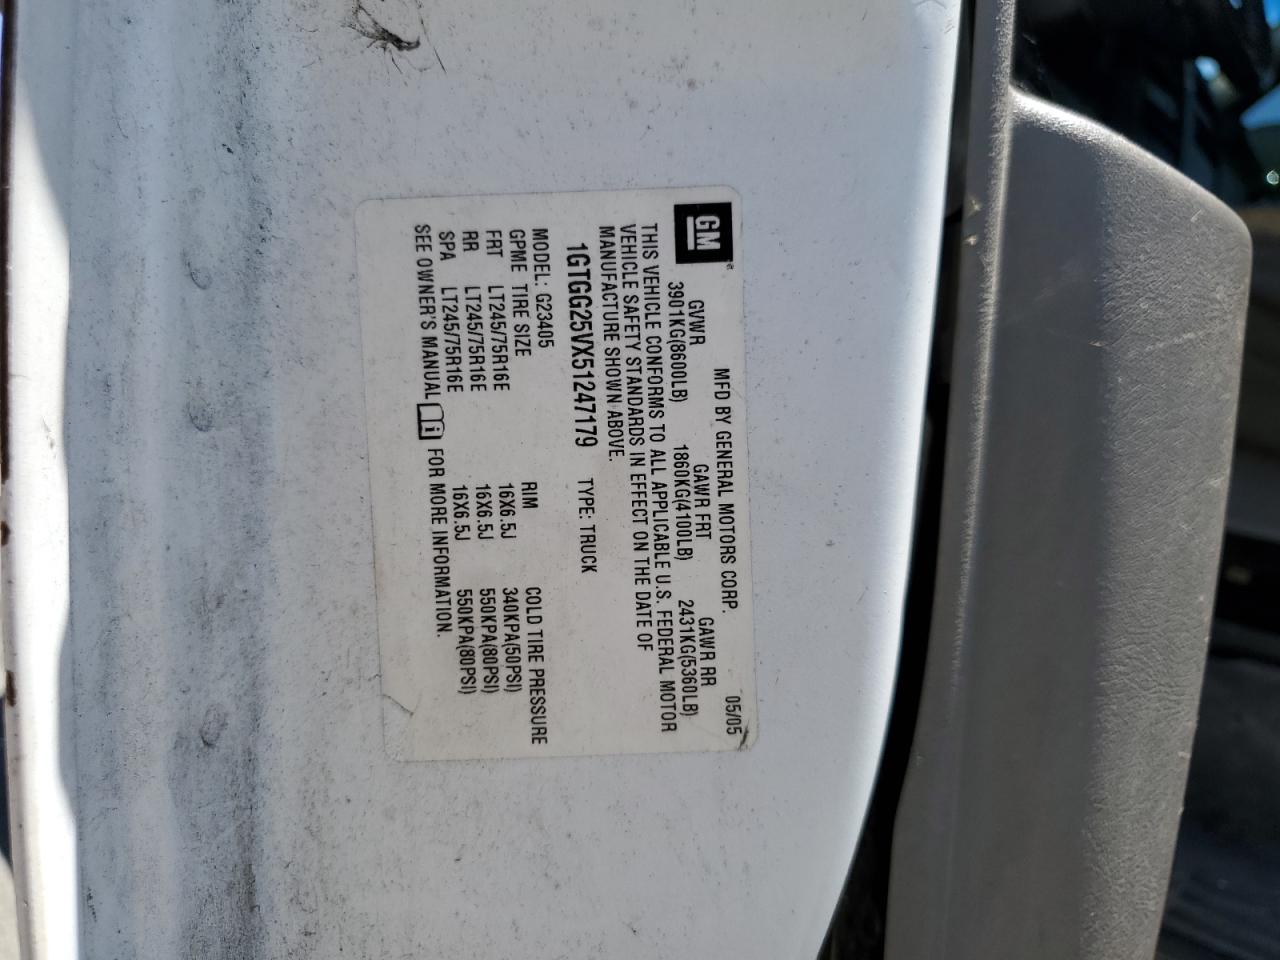 GM
MFD BY GENERAL MOTORS CORP. 05/05
GVWR GAWR FRT GAWR RR
3901KG(8600LB) 1860KG(4100LB) 2431KG(5360LB)
THIS VEHICLE CONFORMS TO ALL APPLICABLE U.S. FEDERAL MOTOR
VEHICLE SAFETY STANDARDS IN EFFECT ON THE DATE OF
MANUFACTURE SHOWN ABOVE.
1GTGG25VX51247179 TYPE: TRUCK
MODEL: G23405
GPME TIRE SIZE RIM COLD TIRE PRESSURE
FRT LT245/75R16E 16X6.5J 340KPA(50PSI)
RR LT245/75R16E 16X6.5J 550KPA(80PSI)
SPA LT245/75R16E 16X6.5J 550KPA(80PSI)
SEE OWNER'S MANUAL FOR MORE INFORMATION.